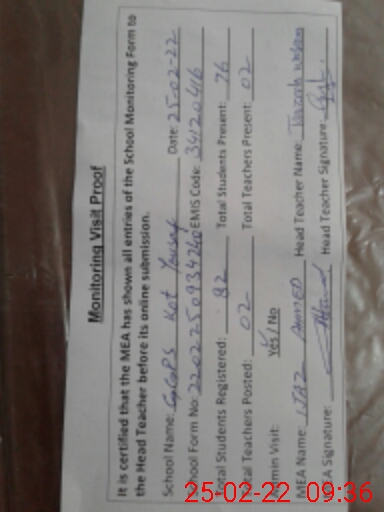 Monitoring Visit Proof
It is certified that the MEA has shown all entries of the School Monitoring Form to
the Head Teacher before its online submission.
School Name: GGPS Kot Yousaf Date: 25-02-22
School Form No: EMIS Code: 34120416
Total Students Registered: 82 Total Students Present: 76
Total Teachers Posted: 02 Total Teachers Present: 02
Admin Visit: Yes / No
MEA Name: IJAZ AHMED Head Teacher Name:
MEA Signature: Head Teacher Signature:
25-02-22 09:36